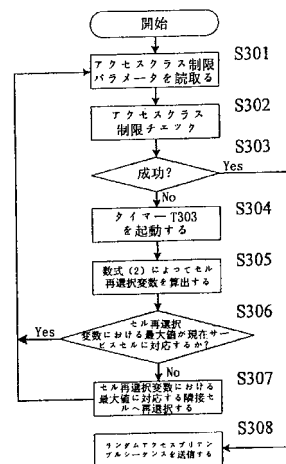 開始
S301
アクセスクラス制限
パラメータを読取る
S302
アクセスクラス
制限チェック
S303
成功?
Yes
No
S304
タイマーT303
を起動する
S305
数式(2)によってセル
再選択変数を算出する
S306
セル再選択
変数における最大値が現在サー
ビスセルに対応するか?
Yes
No
S307
セル再選択変数における
最大値に対応する隣接セ
ルへ再選択する
S308
ランダムアクセスプリアン
ブルシーケンスを送信する